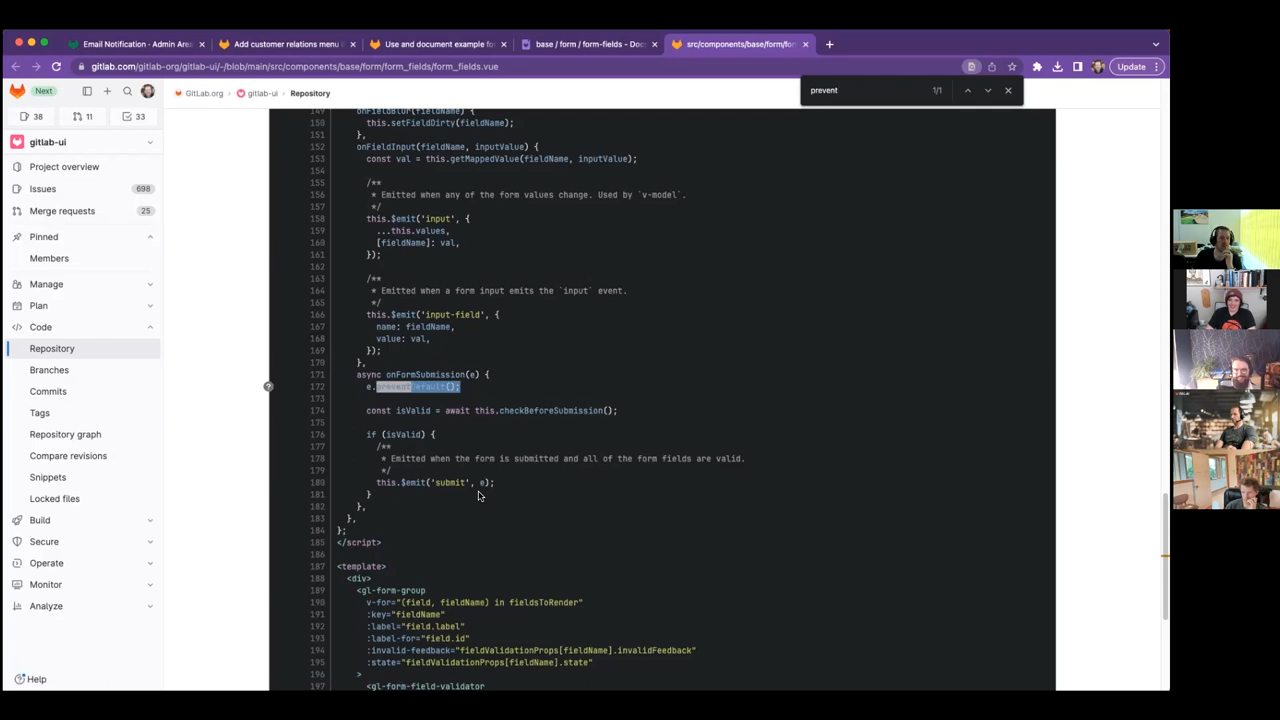 Email Notification · Admin Area
Add customer relations menu
Use and document example for
base / form / form-fields - Doc
src/components/base/form/for
gitlab.com/gitlab-org/gitlab-ui/-/blob/main/src/components/base/form/form_fields/form_fields.vue
Update
prevent
1/1
Next
GitLab.org
gitlab-ui
Repository
38
11
33
gitlab-ui
Project overview
Issues
698
Merge requests
25
Pinned
Members
Manage
Plan
Code
Repository
Branches
Commits
Tags
Repository graph
Compare revisions
Snippets
Locked files
Build
Secure
Operate
Monitor
Analyze
Help
149 onFieldBlur(fieldName) {
150 this.setFieldDirty(fieldName);
151 },
152 onFieldInput(fieldName, inputValue) {
153 const val = this.getMappedValue(fieldName, inputValue);
154
155 /**
156 * Emitted when any of the form values change. Used by `v-model`.
157 */
158 this.$emit('input', {
159 ...this.values,
160 [fieldName]: val,
161 });
162
163 /**
164 * Emitted when a form input emits the `input` event.
165 */
166 this.$emit('input-field', {
167 name: fieldName,
168 value: val,
169 });
170 },
171 async onFormSubmission(e) {
172 e.preventDefault();
173
174 const isValid = await this.checkBeforeSubmission();
175
176 if (isValid) {
177 /**
178 * Emitted when the form is submitted and all of the form fields are valid.
179 */
180 this.$emit('submit', e);
181 }
182 },
183 },
184 };
185 </script>
186
187 <template>
188 <div>
189 <gl-form-group
190 v-for="(field, fieldName) in fieldsToRender"
191 :key="fieldName"
192 :label="field.label"
193 :label-for="field.id"
194 :invalid-feedback="fieldValidationProps[fieldName].invalidFeedback"
195 :state="fieldValidationProps[fieldName].state"
196 >
197 <gl-form-field-validator